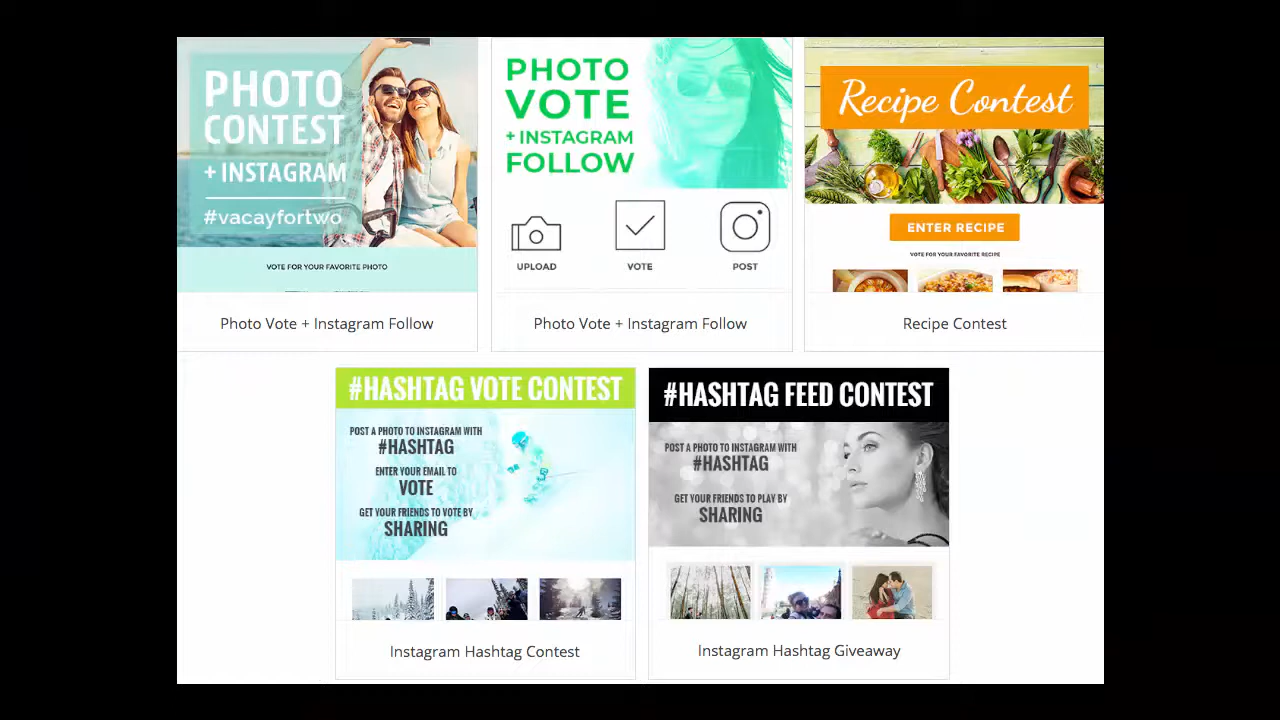 PHOTO
CONTEST
+ INSTAGRAM
#vacayfortwo
VOTE FOR YOUR FAVORITE PHOTO
Photo Vote + Instagram Follow
PHOTO
VOTE
+ INSTAGRAM
FOLLOW
UPLOAD
VOTE
POST
Photo Vote + Instagram Follow
Recipe Contest
ENTER RECIPE
VOTE FOR YOUR FAVORITE RECIPE
Recipe Contest
#HASHTAG VOTE CONTEST
POST A PHOTO TO INSTAGRAM WITH
#HASHTAG
ENTER YOUR EMAIL TO
VOTE
GET YOUR FRIENDS TO VOTE BY
SHARING
Instagram Hashtag Contest
#HASHTAG FEED CONTEST
POST A PHOTO TO INSTAGRAM WITH
#HASHTAG
GET YOUR FRIENDS TO PLAY BY
SHARING
Instagram Hashtag Giveaway